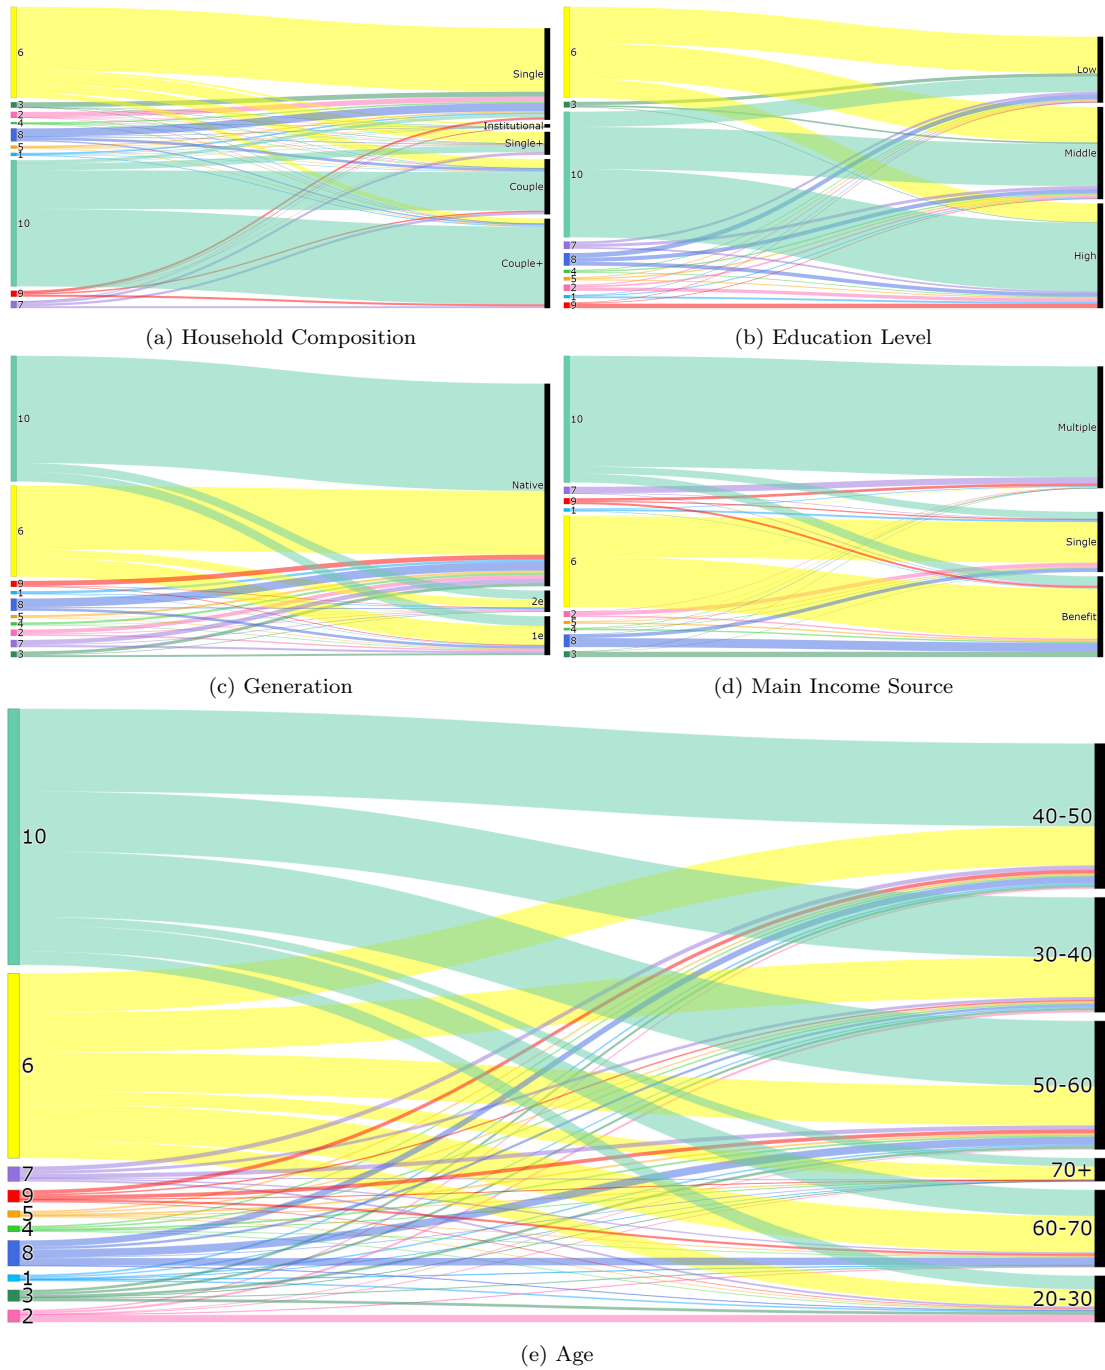 6
3
2
4
8
5
1
10
9
7
Single
Institutional
Single+
Couple
Couple+
(a) Household Composition
6
3
10
7
8
4
5
2
1
9
Low
Middle
High
(b) Education Level
10
6
9
1
8
5
4
2
7
3
Native
2e
1e
(c) Generation
10
7
9
1
6
2
5
4
8
3
Multiple
Single
Benefit
(d) Main Income Source
10
6
7
9
5
4
8
1
3
2
40-50
30-40
50-60
70+
60-70
20-30
(e) Age